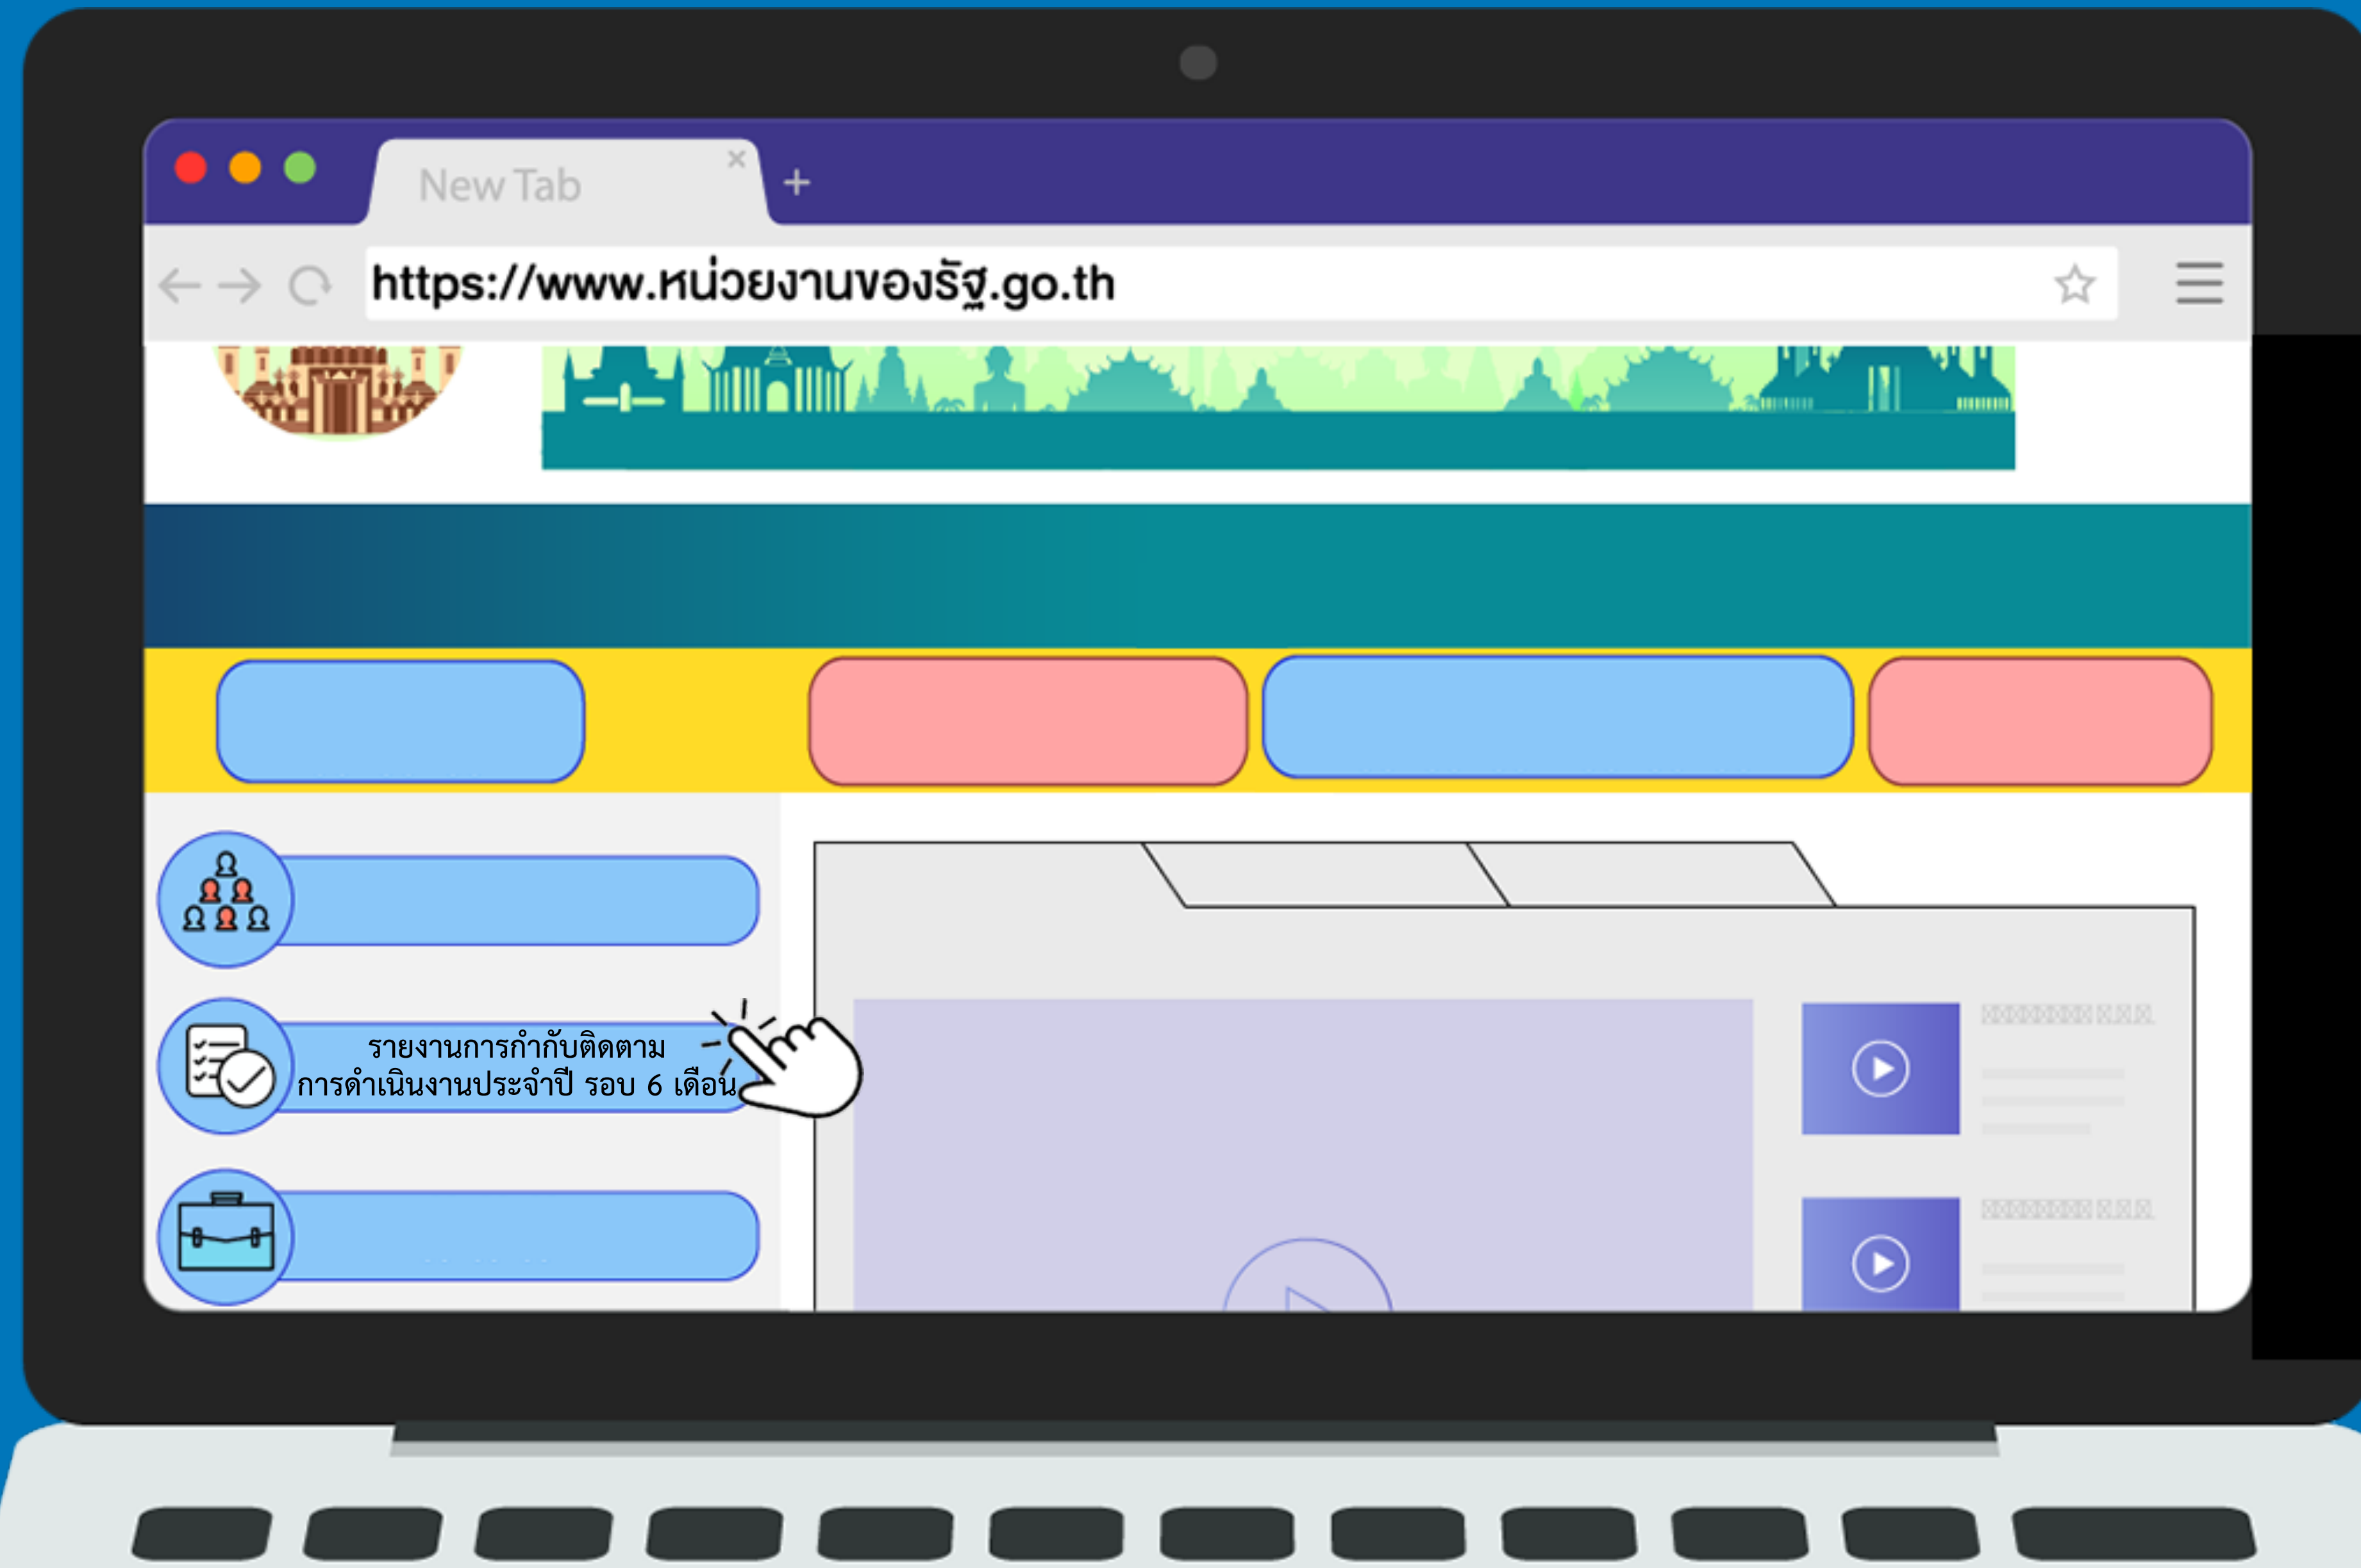 New Tab
https://www.หน่วยงานของรัฐ.go.th
รายงานการกำกับติดตาม
การดำเนินงานประจำปี รอบ 6 เดือน